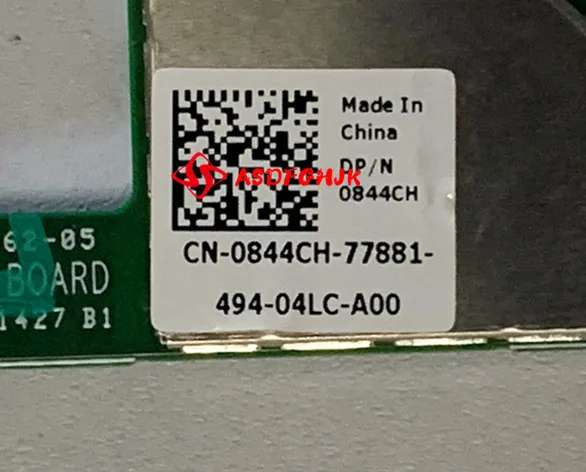 Made In
China
DP/N
0844CH
ASDFGHJK
CN-0844CH-77881-
494-04LC-A00
62-05
BOARD
1427 B1